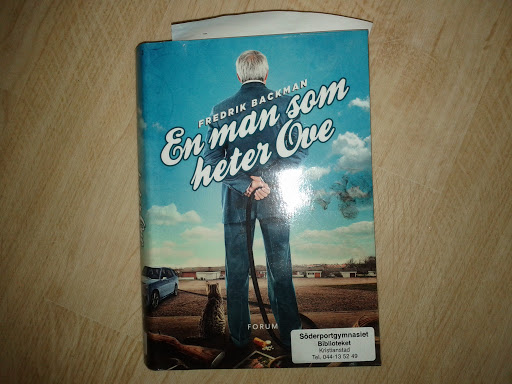 FREDRIK BACKMAN
En man som
heter Ove
FORUM
Söderportgymnasiet
Biblioteket
Kristianstad
Tel. 044-13 52 49